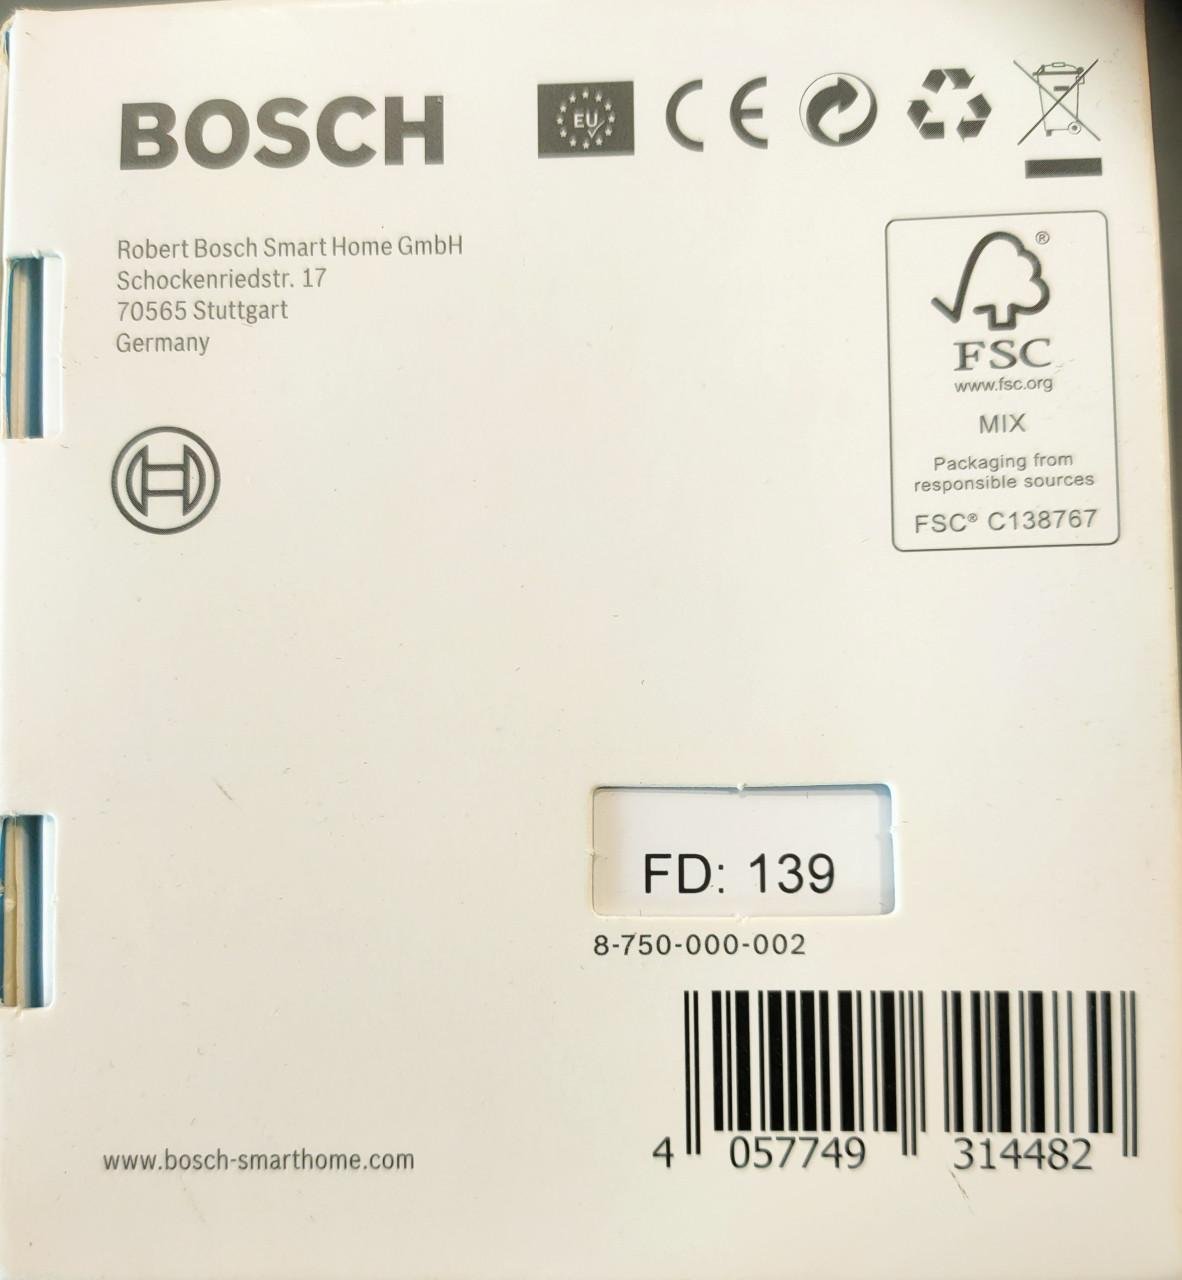 BOSCH
EU
CE
Robert Bosch Smart Home GmbH
Schockenriedstr. 17
70565 Stuttgart
Germany
®
FSC
www.fsc.org
MIX
Packaging from
responsible sources
FSC® C138767
FD: 139
8-750-000-002
www.bosch-smarthome.com
4 057749 314482